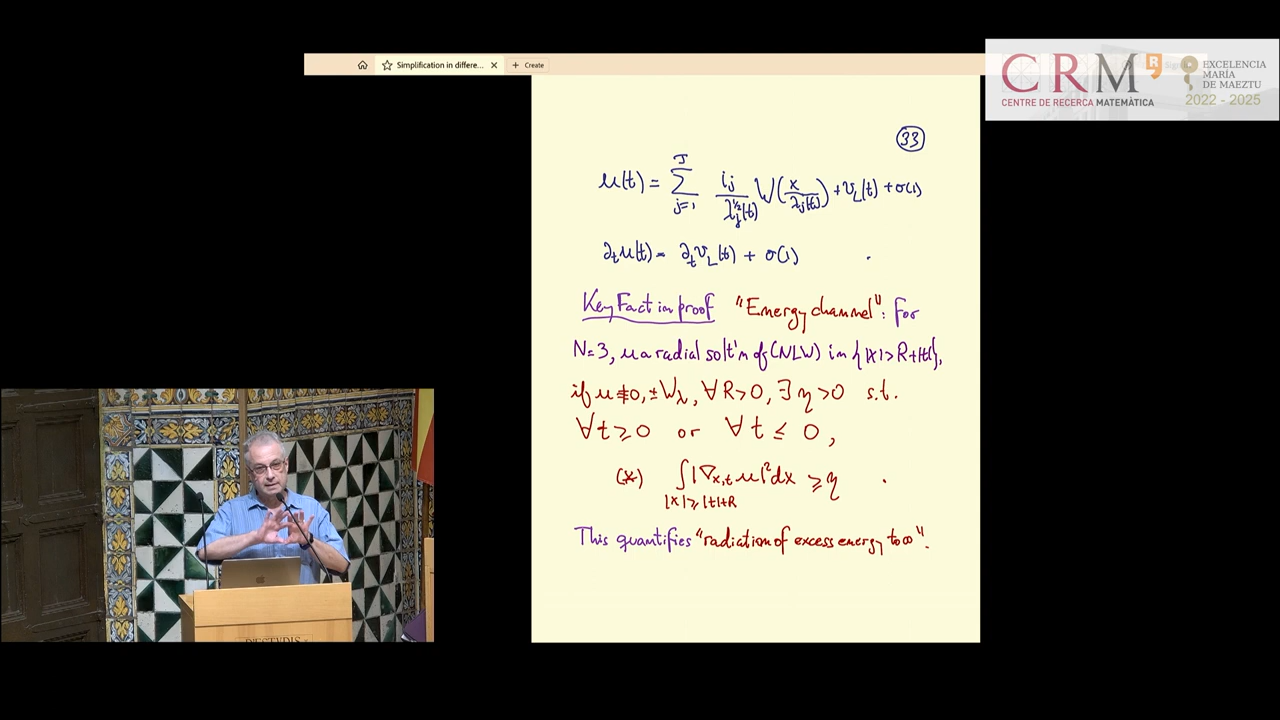 Simplification in differe...
Create
CRM
CENTRE DE RECERCA MATEMÀTICA
EXCELENCIA
MARÍA
DE MAEZTU
2022 - 2025
33
u(t) = Σ_{j=1}^{J} i_j/λ_j^{1/2}(t) W(x/λ_j(t)) + v_L(t) + o(1)
∂_t u(t) = ∂_t v_L(t) + o(1)
Key Fact in proof "Energy channel": For
N=3, u a radial solt'n of (NLW) in {|x|>R+|t|},
if u ≢ 0, ±W_λ, ∀ R>0, ∃ η>0 s.t.
∀ t ≥ 0 or ∀ t ≤ 0,
(*) ∫_{|x| ≥ |t|+R} |∇_{x,t} u|² dx ≥ η
This quantifies "radiation of excess energy to ∞".